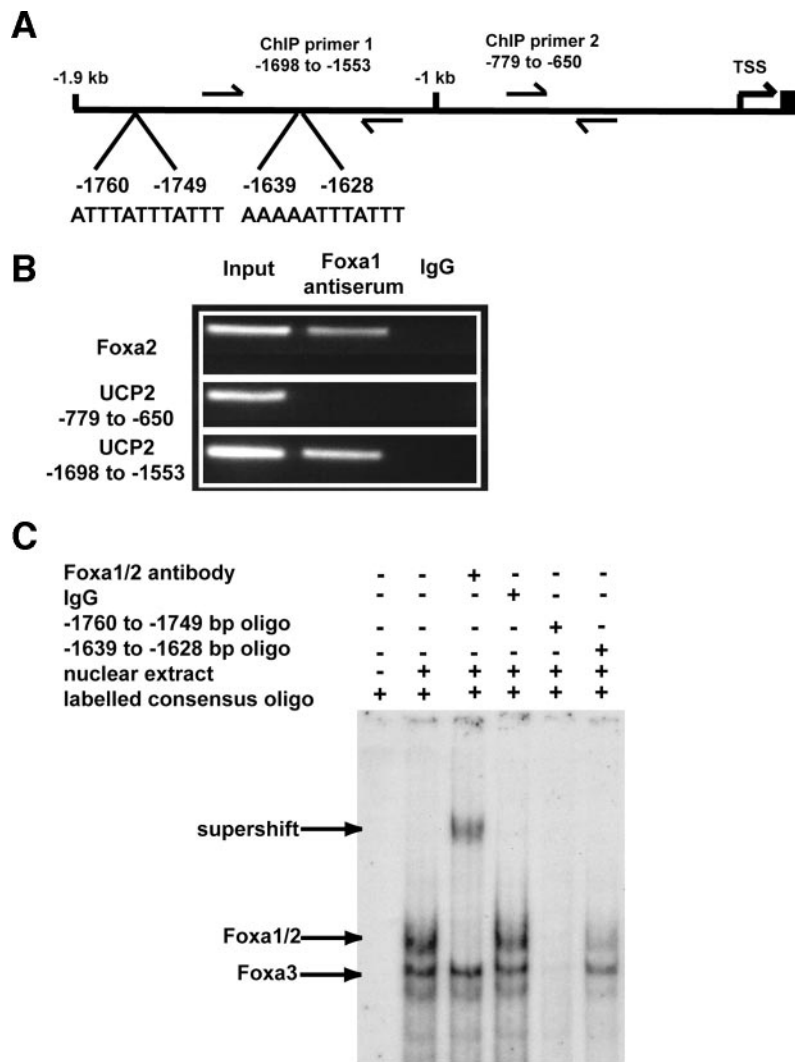 A
ChIP primer 1
-1698 to -1553
ChIP primer 2
-779 to -650
-1.9 kb
-1 kb
TSS
-1760 -1749 -1639 -1628
ATTTATTTATTT AAAAATTTATTT
B
Input Foxa1 antiserum IgG
Foxa2
UCP2
-779 to -650
UCP2
-1698 to -1553
C
Foxa1/2 antibody - - + - - -
IgG - - - + - -
-1760 to -1749 bp oligo - - - - + -
-1639 to -1628 bp oligo - - - - - +
nuclear extract - + + + + +
labelled consensus oligo + + + + + +
supershift
Foxa1/2
Foxa3